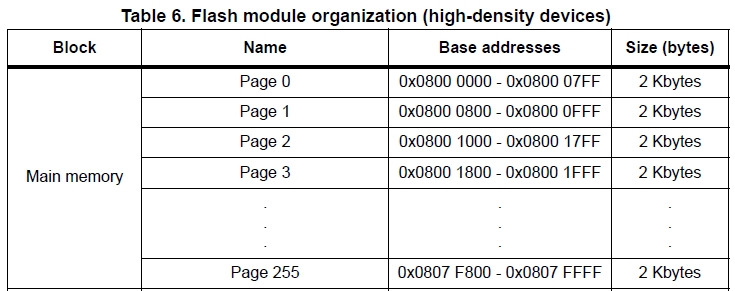 Table 6. Flash module organization (high-density devices)
Block Name Base addresses Size (bytes)
Page 0 0x0800 0000 - 0x0800 07FF 2 Kbytes
Page 1 0x0800 0800 - 0x0800 0FFF 2 Kbytes
Page 2 0x0800 1000 - 0x0800 17FF 2 Kbytes
Page 3 0x0800 1800 - 0x0800 1FFF 2 Kbytes
Main memory
. . .
. . .
. . .
Page 255 0x0807 F800 - 0x0807 FFFF 2 Kbytes